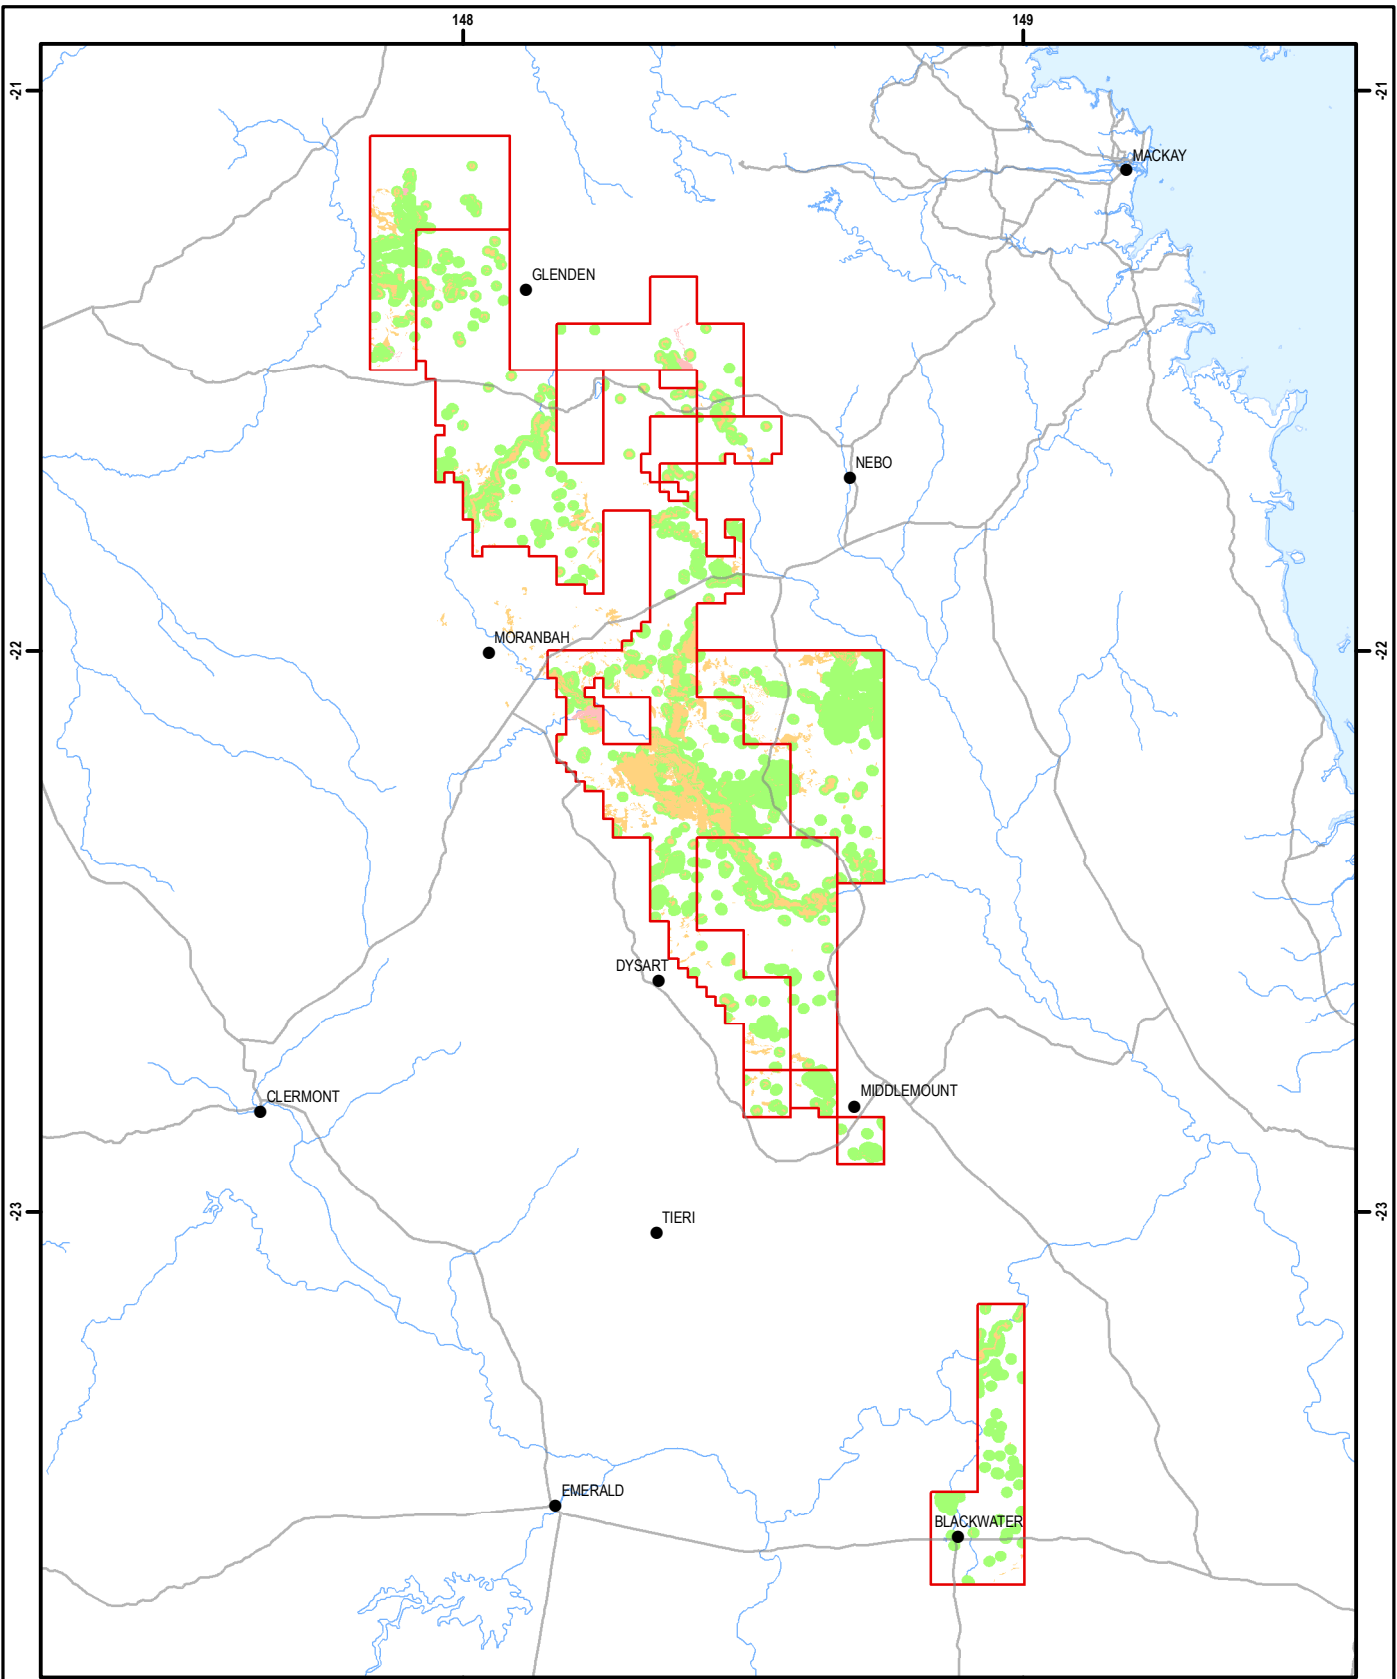 148
149
-21
-21
MACKAY
GLENDEN
NEBO
MORANBAH
-22
-22
DYSART
CLERMONT
MIDDLEMOUNT
-23
-23
TIERI
EMERALD
BLACKWATER